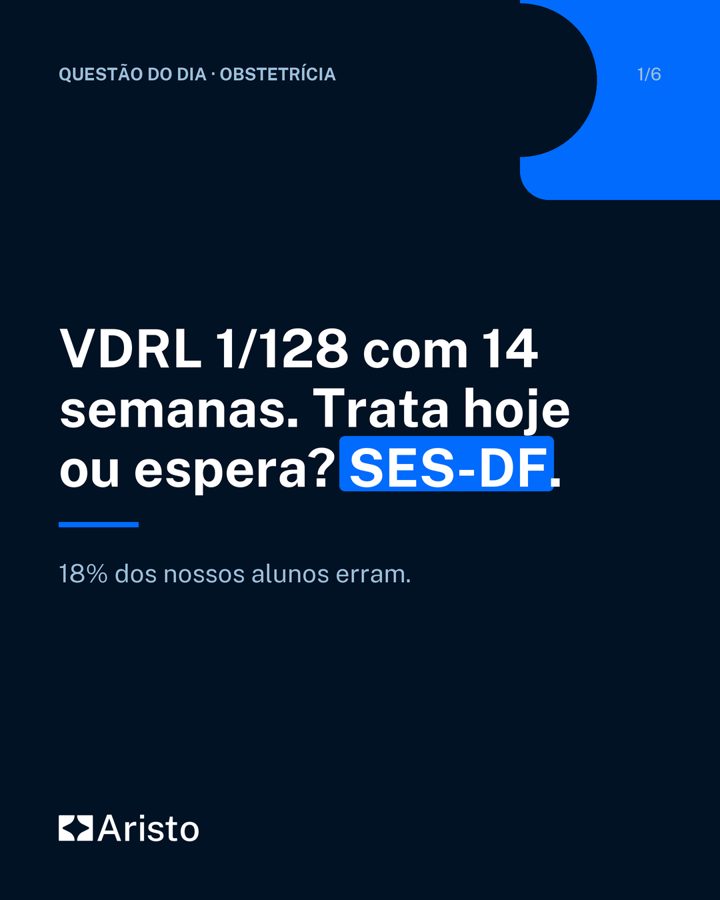 QUESTÃO DO DIA · OBSTETRÍCIA
1/6
VDRL 1/128 com 14
semanas. Trata hoje
ou espera? SES-DF.
18% dos nossos alunos erram.
Aristo